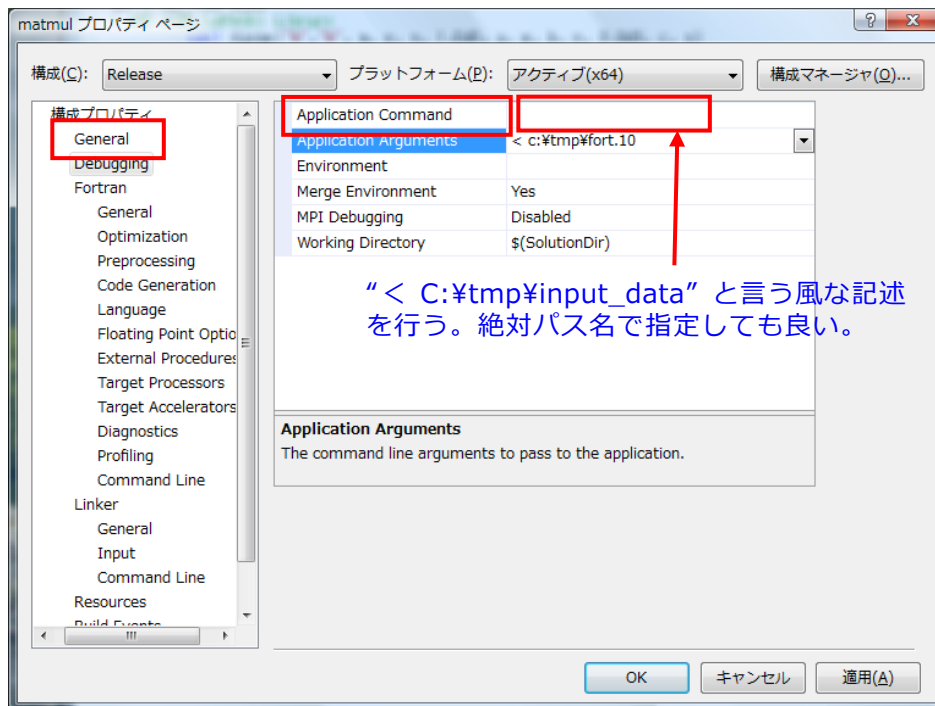 matmul プロパティ ページ
構成(C): Release プラットフォーム(P): アクティブ(x64) 構成マネージャ(O)...
構成プロパティ
General
Debugging
Fortran
General
Optimization
Preprocessing
Code Generation
Language
Floating Point Optio
External Procedures
Target Processors
Target Accelerators
Diagnostics
Profiling
Command Line
Linker
General
Input
Command Line
Resources
Build Events
Application Command
Application Arguments < c:¥tmp¥fort.10
Environment
Merge Environment Yes
MPI Debugging Disabled
Working Directory $(SolutionDir)
“＜ C:¥tmp¥input_data” と言う風な記述
を行う。絶対パス名で指定しても良い。
Application Arguments
The command line arguments to pass to the application.
OK キャンセル 適用(A)